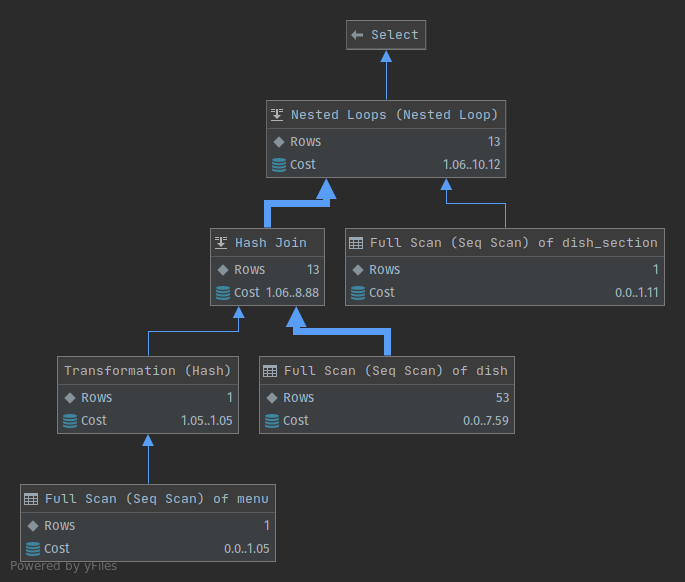 Select
Nested Loops (Nested Loop)
Rows 13
Cost 1.06..10.12
Hash Join
Rows 13
Cost 1.06..8.88
Full Scan (Seq Scan) of dish_section
Rows 1
Cost 0.0..1.11
Transformation (Hash)
Rows 1
Cost 1.05..1.05
Full Scan (Seq Scan) of dish
Rows 53
Cost 0.0..7.59
Full Scan (Seq Scan) of menu
Rows 1
Cost 0.0..1.05
Powered by yFiles